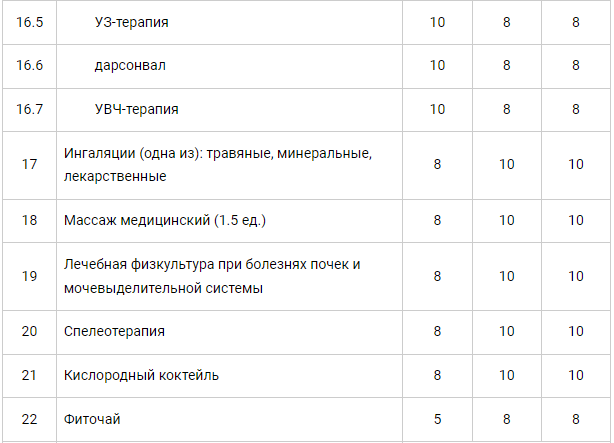 16.5 УЗ-терапия 10 8 8
16.6 дарсонвал 10 8 8
16.7 УВЧ-терапия 10 8 8
17 Ингаляции (одна из): травяные, минеральные,
лекарственные 8 10 10
18 Массаж медицинский (1.5 ед.) 8 10 10
19 Лечебная физкультура при болезнях почек и
мочевыделительной системы 8 10 10
20 Спелеотерапия 8 10 10
21 Кислородный коктейль 8 10 10
22 Фиточай 5 8 8